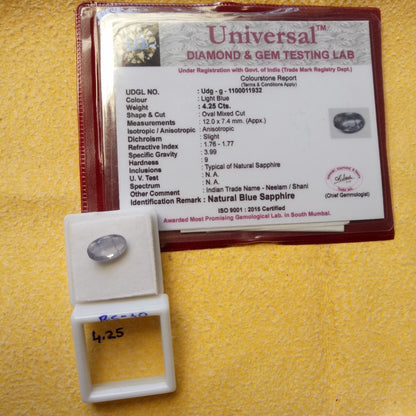 Universal™
DIAMOND & GEM TESTING LAB
Under Registration with Govt. of India (Trade Mark Registry Dept.)
Colourstone Report
(Terms & Conditions Apply)
UDGL NO. : Udg - g - 1100011932
Colour : Light Blue
Weight : 4.25 Cts.
Shape & Cut : Oval Mixed Cut
Measurements : 12.0 x 7.4 mm. (Appx.)
Isotropic / Anisotropic : Anisotropic
Dichroism : Slight
Refractive Index : 1.76 - 1.77
Specific Gravity : 3.99
Hardness : 9
Inclusions : Typical of Natural Sapphire
U. V. Test : N. A.
Spectrum : N. A.
Other Comment : Indian Trade Name - Neelam / Shani
Identification Remark : Natural Blue Sapphire
(Chief Gemmologist)
ISO 9001 : 2015 Certified
Awarded Most Promising Gemological Lab. in South Mumbai.
4.25